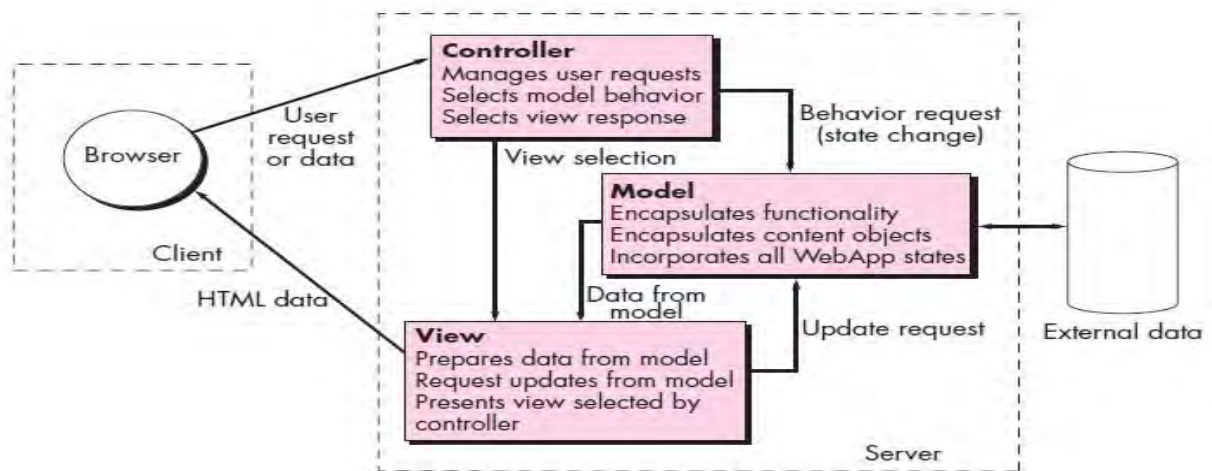 Controller
Manages user requests
Selects model behavior
Selects view response
User
request
or data
Browser
Behavior request
(state change)
View selection
Model
Encapsulates functionality
Encapsulates content objects
Incorporates all WebApp states
Client
HTML data
Data from
model
Update request
External data
View
Prepares data from model
Request updates from model
Presents view selected by
controller
Server